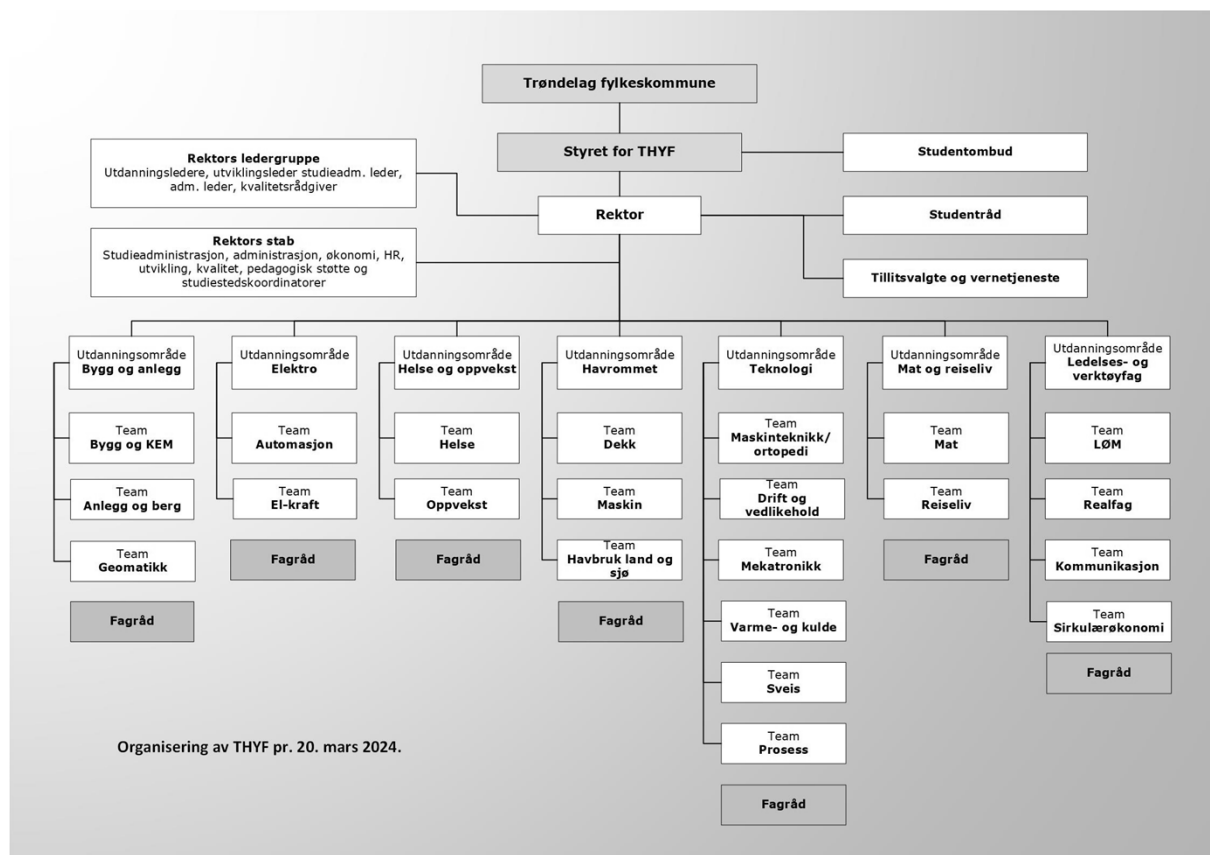 Trøndelag fylkeskommune
Styret for THYF
Studentombud
Rektors ledergruppe
Utdanningsledere, utviklingsleder studieadm. leder,
adm. leder, kvalitetsrådgiver
Rektor
Studentråd
Rektors stab
Studieadministrasjon, administrasjon, økonomi, HR,
utvikling, kvalitet, pedagogisk støtte og
studiestedskoordinatorer
Tillitsvalgte og vernetjeneste
Utdanningsområde
Bygg og anlegg
Team
Bygg og KEM
Team
Anlegg og berg
Team
Geomatikk
Fagråd
Utdanningsområde
Elektro
Team
Automasjon
Team
El-kraft
Fagråd
Utdanningsområde
Helse og oppvekst
Team
Helse
Team
Oppvekst
Fagråd
Utdanningsområde
Havrommet
Team
Dekk
Team
Maskin
Team
Havbruk land og
sjø
Fagråd
Utdanningsområde
Teknologi
Team
Maskinteknikk/
ortopedi
Team
Drift og
vedlikehold
Team
Mekatronikk
Team
Varme- og kulde
Team
Sveis
Team
Prosess
Fagråd
Utdanningsområde
Mat og reiseliv
Team
Mat
Team
Reiseliv
Fagråd
Utdanningsområde
Ledelses- og
verktøyfag
Team
LØM
Team
Realfag
Team
Kommunikasjon
Team
Sirkulærøkonomi
Fagråd
Organisering av THYF pr. 20. mars 2024.